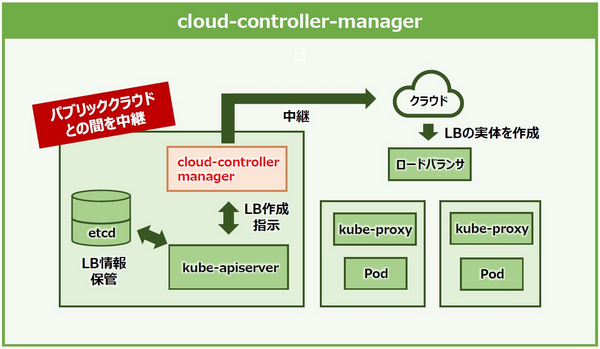 cloud-controller-manager
a
パブリッククラウド
との間を中継
中継
クラウド
LBの実体を作成
ロードバランサ
cloud-controller
manager
LB作成
指示
etcd
LB情報
保管
kube-apiserver
kube-proxy
Pod
kube-proxy
Pod